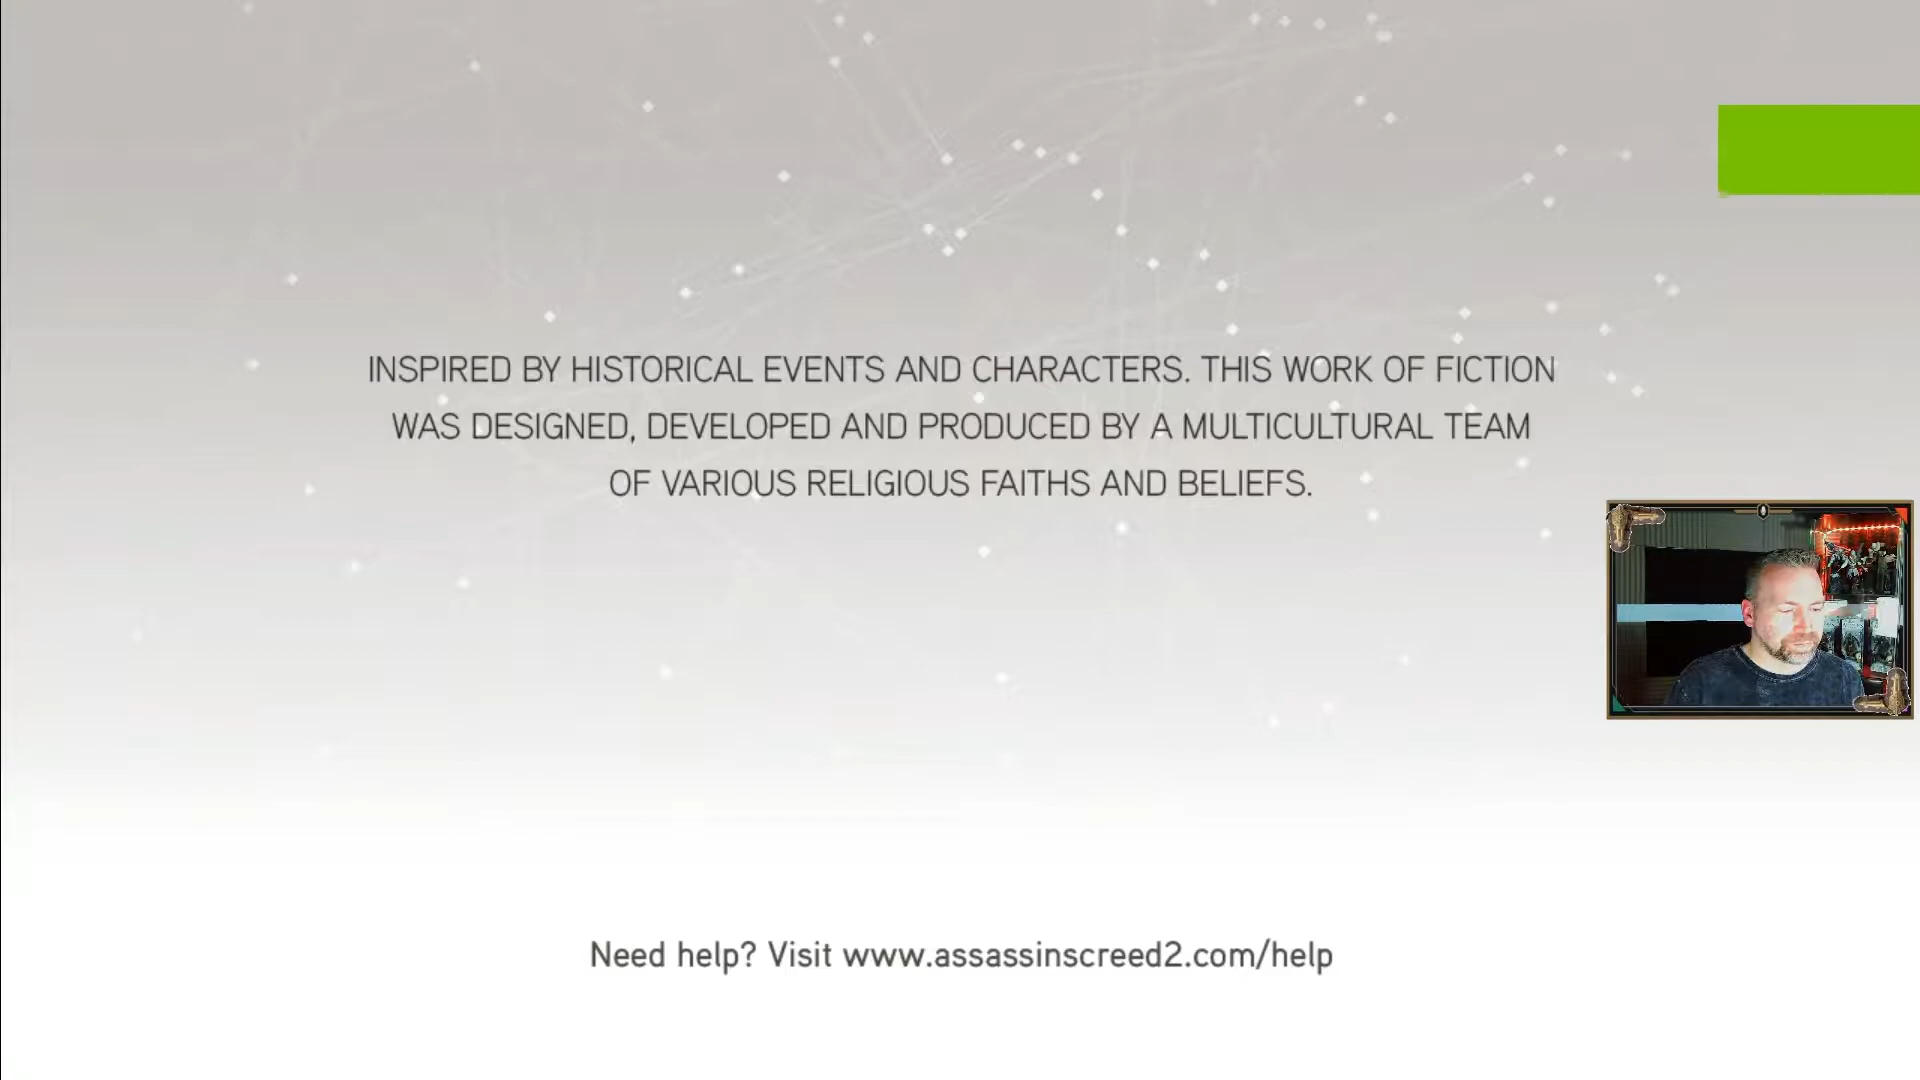 INSPIRED BY HISTORICAL EVENTS AND CHARACTERS. THIS WORK OF FICTION
WAS DESIGNED, DEVELOPED AND PRODUCED BY A MULTICULTURAL TEAM
OF VARIOUS RELIGIOUS FAITHS AND BELIEFS.
Need help? Visit www.assassinscreed2.com/help